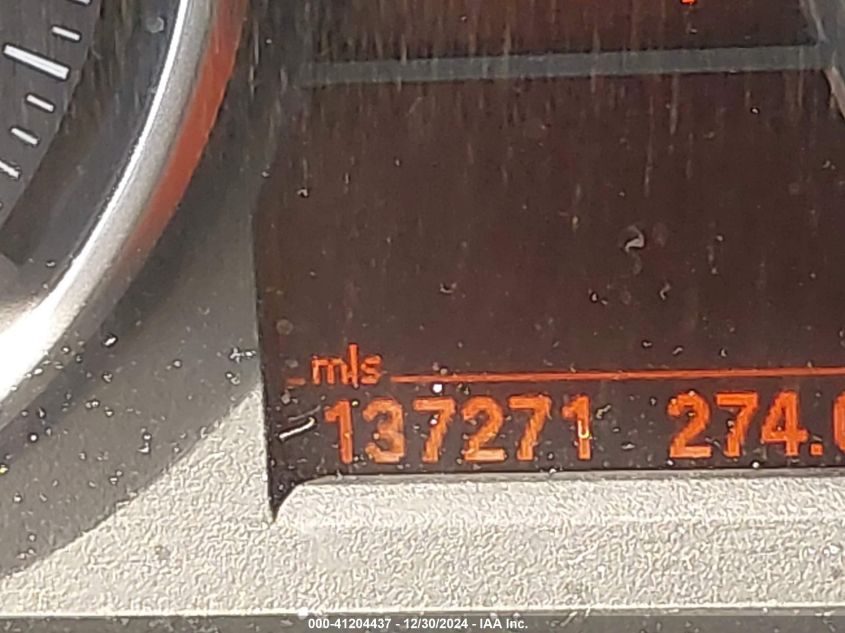 mls
137271 274.
000-41204437 - 12/30/2024 - IAA Inc.